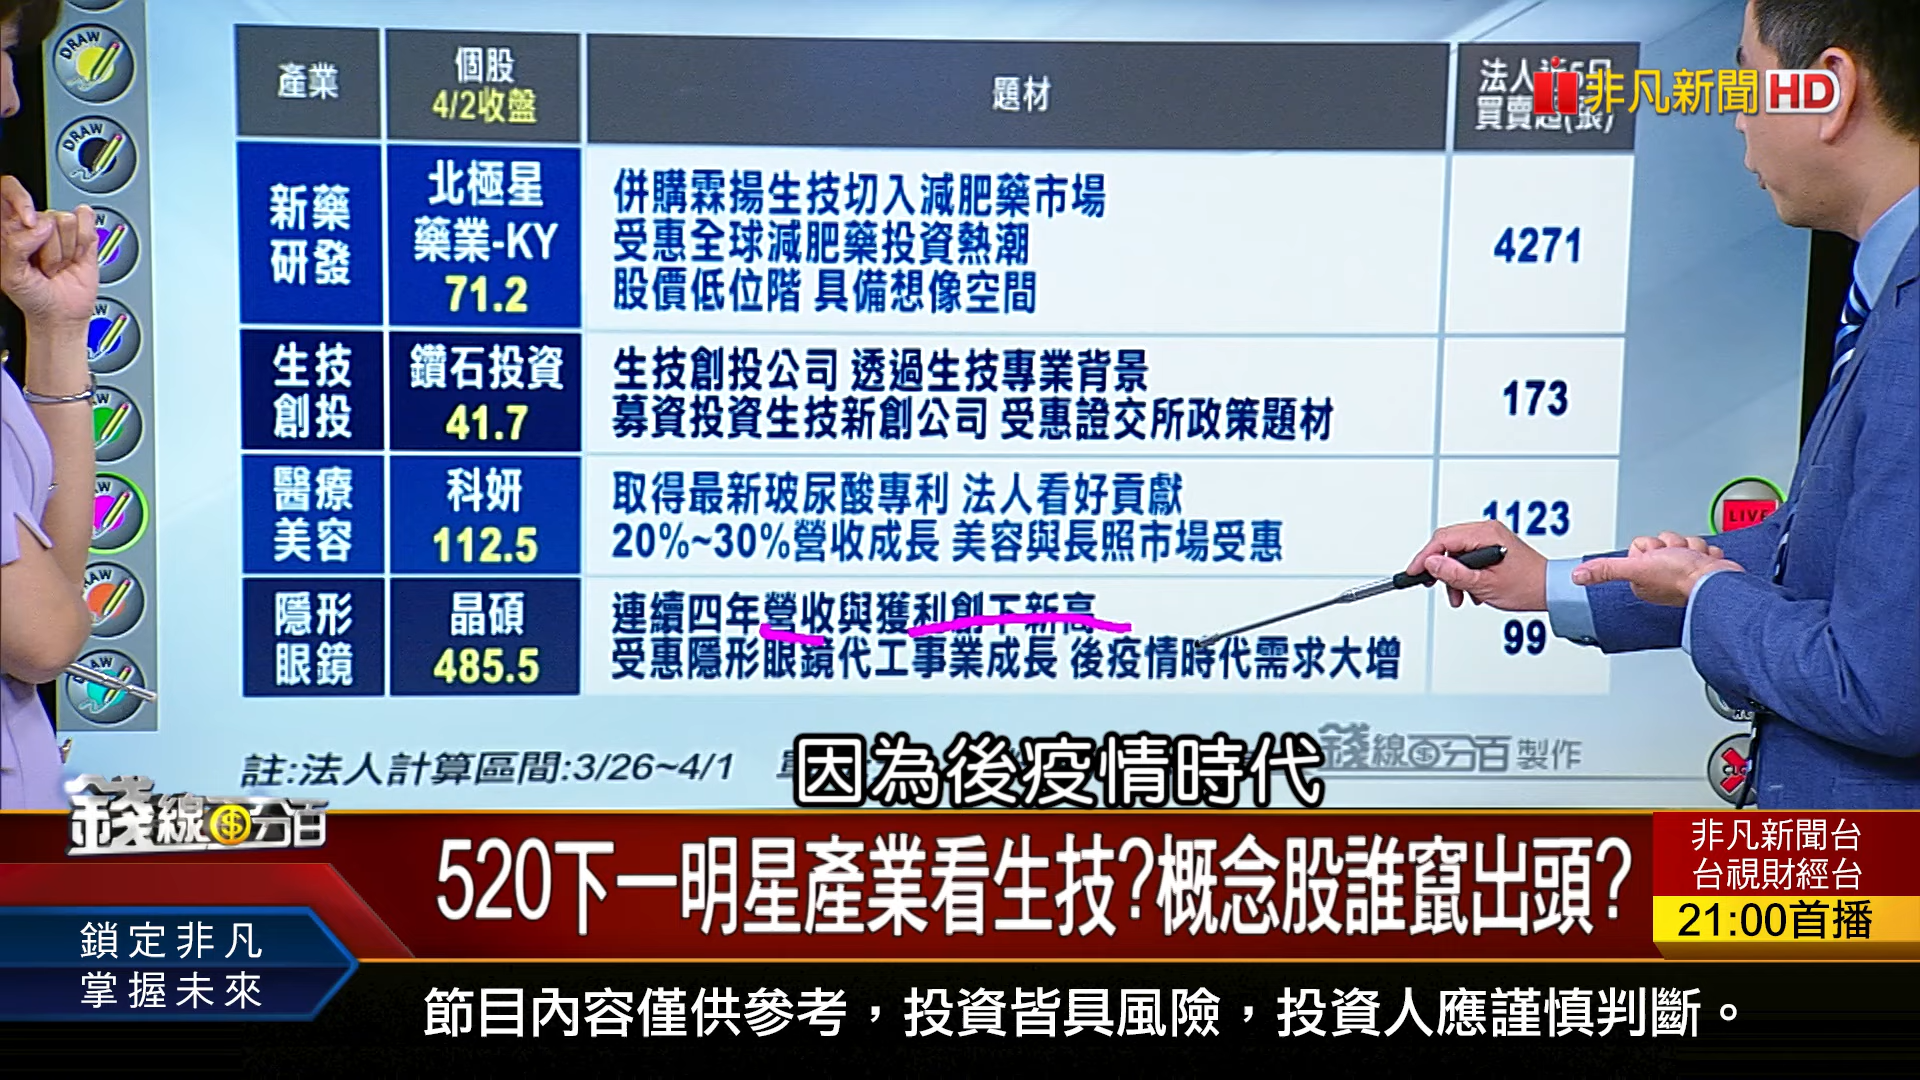 產業
個股
4/2收盤
題材
法人近5日
買賣超(張)
非凡新聞HD
新藥
研發
北極星
藥業-KY
71.2
併購霖揚生技切入減肥藥市場
受惠全球減肥藥投資熱潮
股價低位階 具備想像空間
4271
生技
創投
鑽石投資
41.7
生技創投公司 透過生技專業背景
募資投資生技新創公司 受惠證交所政策題材
173
醫療
美容
科妍
112.5
取得最新玻尿酸專利 法人看好貢獻
20%~30%營收成長 美容與長照市場受惠
1123
隱形
眼鏡
晶碩
485.5
連續四年營收與獲利創下新高
受惠隱形眼鏡代工事業成長 後疫情時代需求大增
99
DRAW
DRAW
LIVE
註:法人計算區間:3/26~4/1
錢線百分百 製作
因為後疫情時代
錢線百分百
520下一明星產業看生技?概念股誰竄出頭?
非凡新聞台
台視財經台
21:00首播
鎖定非凡
掌握未來
節目內容僅供參考，投資皆具風險，投資人應謹慎判斷。